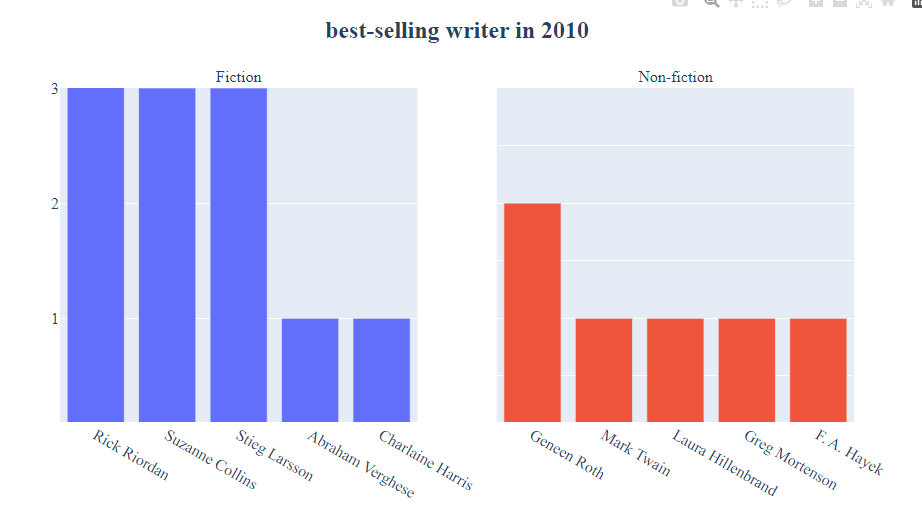 best-selling writer in 2010
Fiction
Non-fiction
3
2
1
Rick Riordan
Suzanne Collins
Stieg Larsson
Abraham Verghese
Charlaine Harris
Geneen Roth
Mark Twain
Laura Hillenbrand
Greg Mortenson
F. A. Hayek